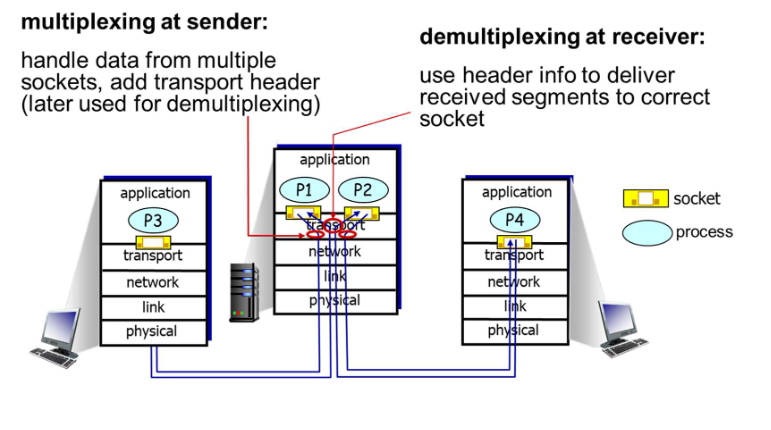 multiplexing at sender:
handle data from multiple
sockets, add transport header
(later used for demultiplexing)
demultiplexing at receiver:
use header info to deliver
received segments to correct
socket
application
P3
transport
network
link
physical
application
P1 P2
transport
network
link
physical
application
P4
transport
network
link
physical
socket
process